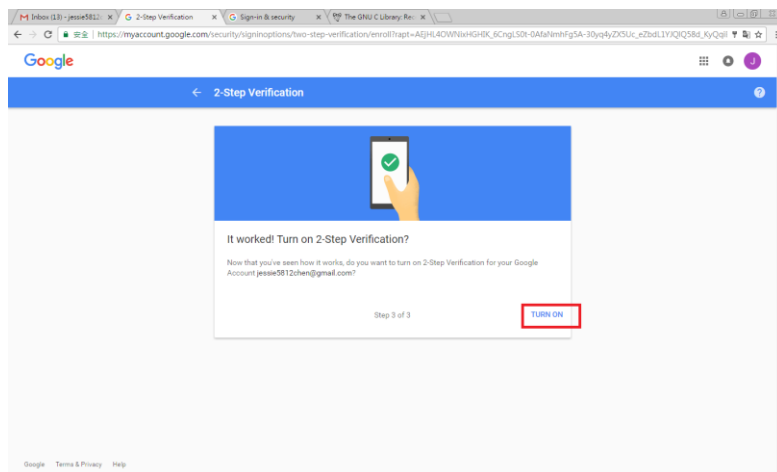 Inbox (13) - jessie5812
G 2-Step Verification
G Sign-in & security
The GNU C Library: Rec
安全 | https://myaccount.google.com/security/signinoptions/two-step-verification/enroll?rapt=
Google
J
2-Step Verification
It worked! Turn on 2-Step Verification?
Now that you've seen how it works, do you want to turn on 2-Step Verification for your Google
Account jessie5812chen@gmail.com?
Step 3 of 3
TURN ON
Google Terms & Privacy Help